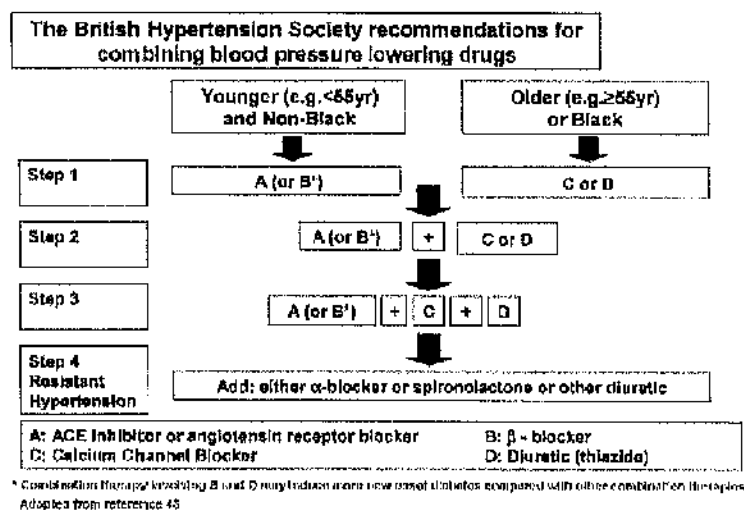 The British Hypertension Society recommendations for
combining blood pressure lowering drugs
Younger (e.g.<55yr)
and Non-Black
Older (e.g.≥55yr)
or Black
Step 1
A (or B*)
C or D
Step 2
A (or B*) + C or D
Step 3
A (or B*) + C + D
Step 4
Resistant
Hypertension
Add: either α-blocker or spironolactone or other diuretic
A: ACE Inhibitor or angiotensin receptor blocker B: β - blocker
C: Calcium Channel Blocker D: Diuretic (thiazide)
* Combination therapy involving B and D may induce more new onset diabetes compared with other combination therapies
Adapted from reference